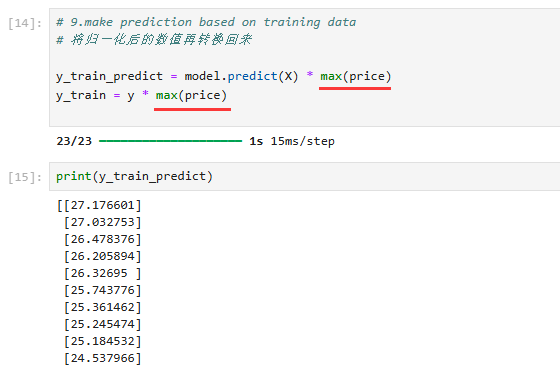 [14]:
# 9.make prediction based on training data
# 将归一化后的数值再转换回来
y_train_predict = model.predict(X) * max(price)
y_train = y * max(price)
23/23 ━━━━━━━━━━━━━━━━━━━━ 1s 15ms/step
[15]:
print(y_train_predict)
[[27.176601]
[27.032753]
[26.478376]
[26.205894]
[26.32695 ]
[25.743776]
[25.361462]
[25.245474]
[25.184532]
[24.537966]